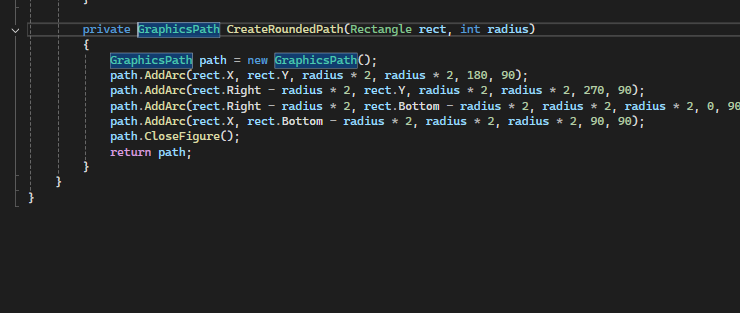 }
private GraphicsPath CreateRoundedPath(Rectangle rect, int radius)
{
GraphicsPath path = new GraphicsPath();
path.AddArc(rect.X, rect.Y, radius * 2, radius * 2, 180, 90);
path.AddArc(rect.Right - radius * 2, rect.Y, radius * 2, radius * 2, 270, 90);
path.AddArc(rect.Right - radius * 2, rect.Bottom - radius * 2, radius * 2, radius * 2, 0, 90
path.AddArc(rect.X, rect.Bottom - radius * 2, radius * 2, radius * 2, 90, 90);
path.CloseFigure();
return path;
}
}
}